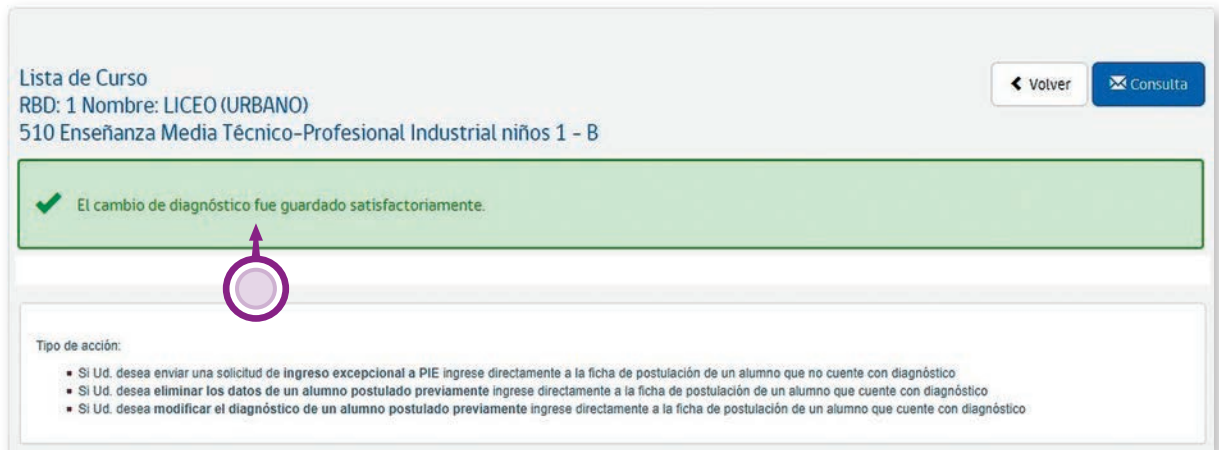 Lista de Curso
RBD: 1 Nombre: LICEO (URBANO)
510 Enseñanza Media Técnico-Profesional Industrial niños 1 - B
Volver
Consulta
El cambio de diagnóstico fue guardado satisfactoriamente.
Tipo de acción:
Si Ud. desea enviar una solicitud de ingreso excepcional a PIE ingrese directamente a la ficha de postulación de un alumno que no cuente con diagnóstico
Si Ud. desea eliminar los datos de un alumno postulado previamente ingrese directamente a la ficha de postulación de un alumno que cuente con diagnóstico
Si Ud. desea modificar el diagnóstico de un alumno postulado previamente ingrese directamente a la ficha de postulación de un alumno que cuente con diagnóstico